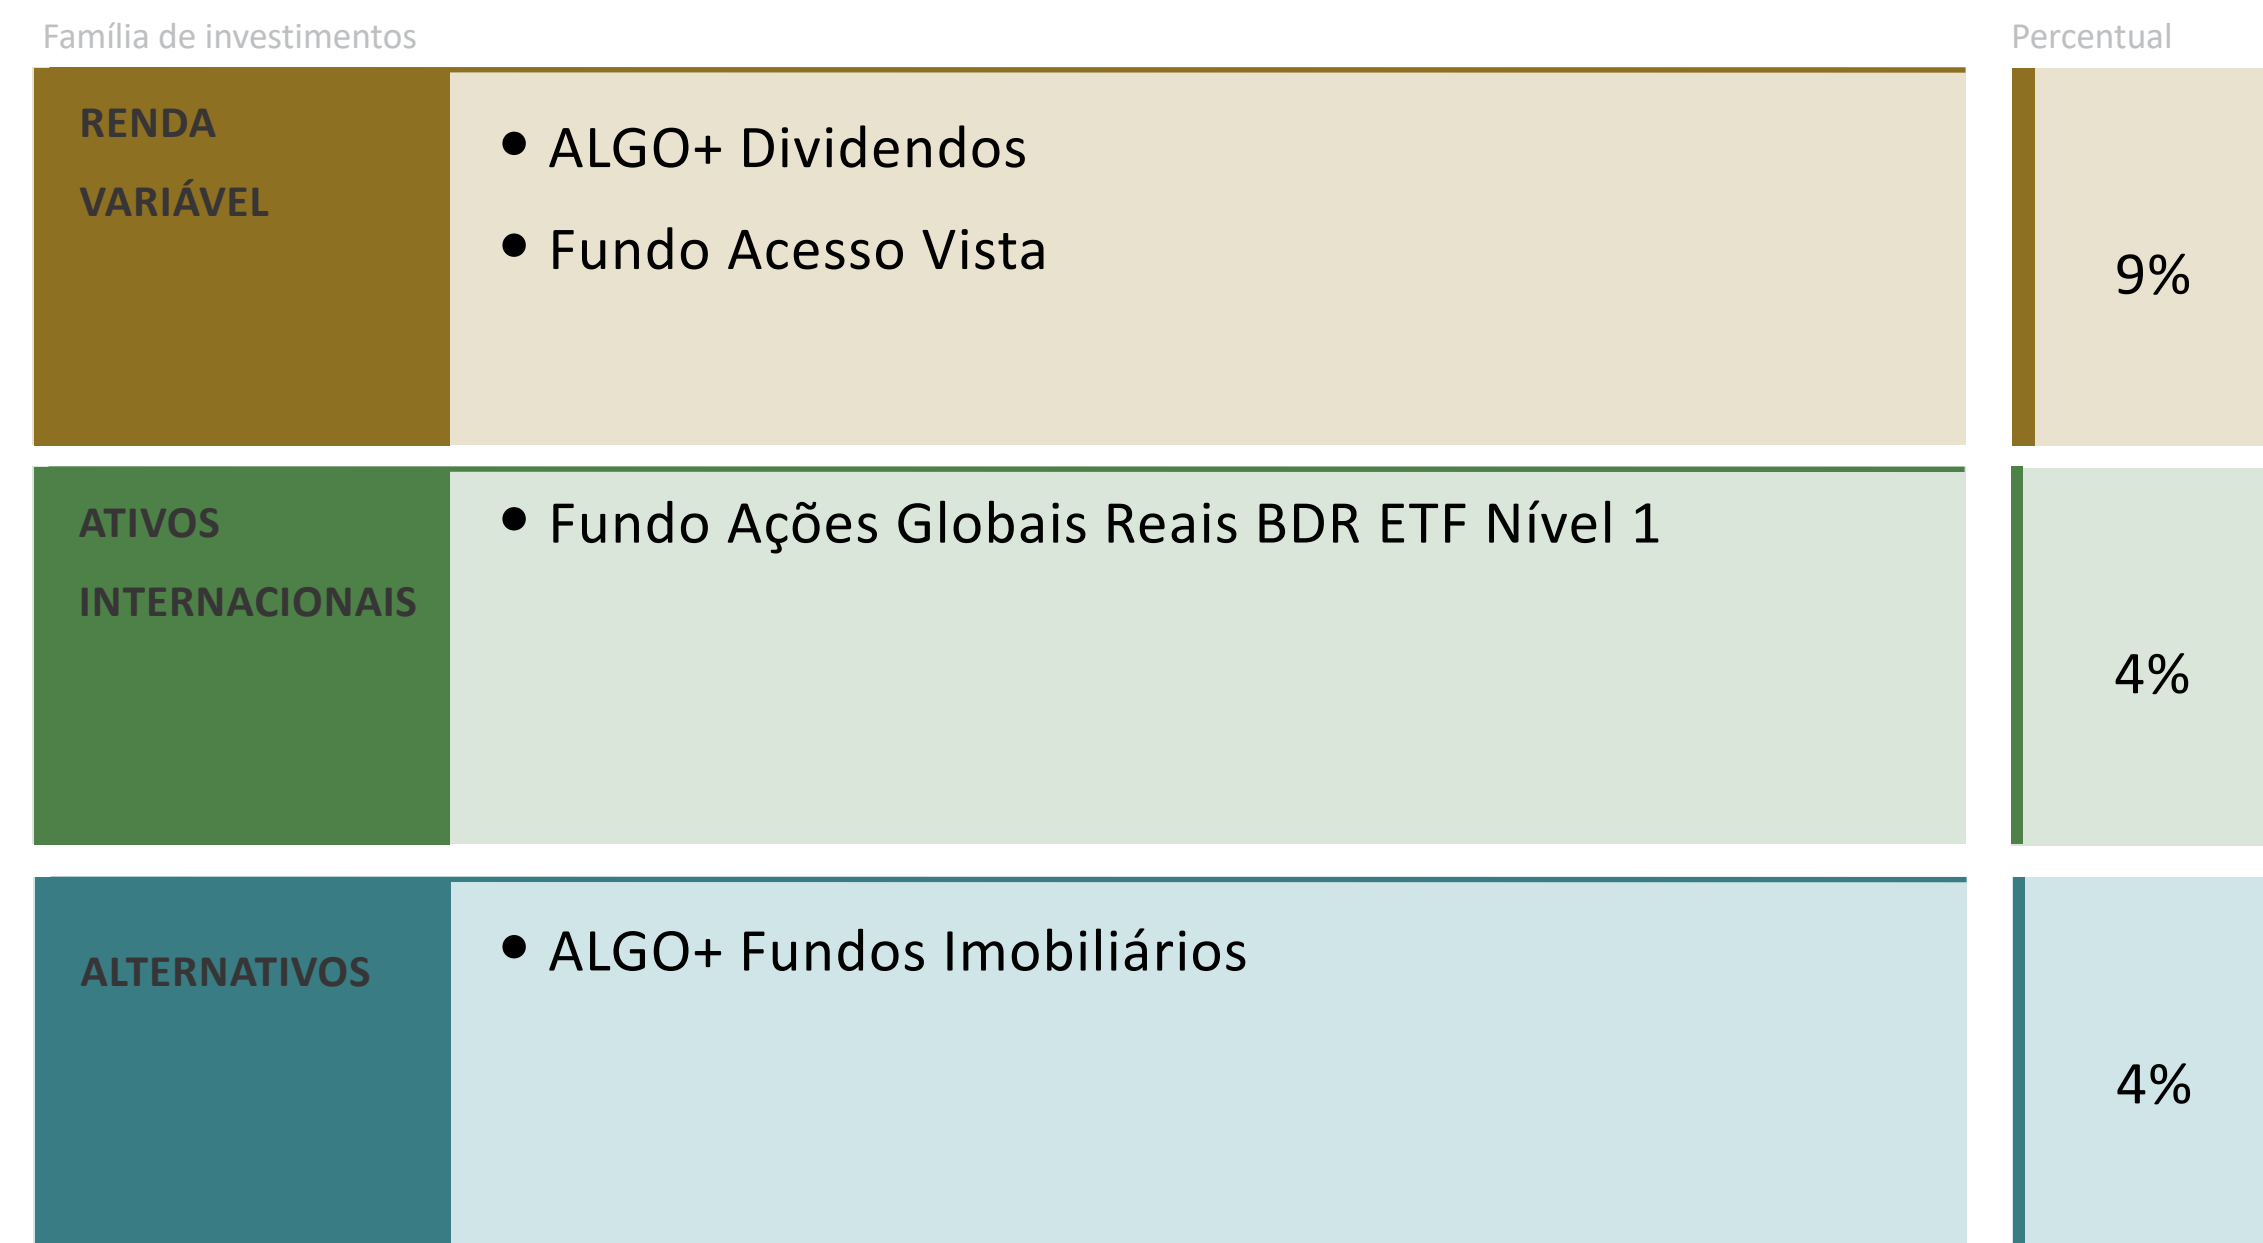 Família de investimentos
Percentual
RENDA
VARIÁVEL
• ALGO+ Dividendos
• Fundo Acesso Vista
9%
ATIVOS
INTERNACIONAIS
• Fundo Ações Globais Reais BDR ETF Nível 1
4%
ALTERNATIVOS
• ALGO+ Fundos Imobiliários
4%